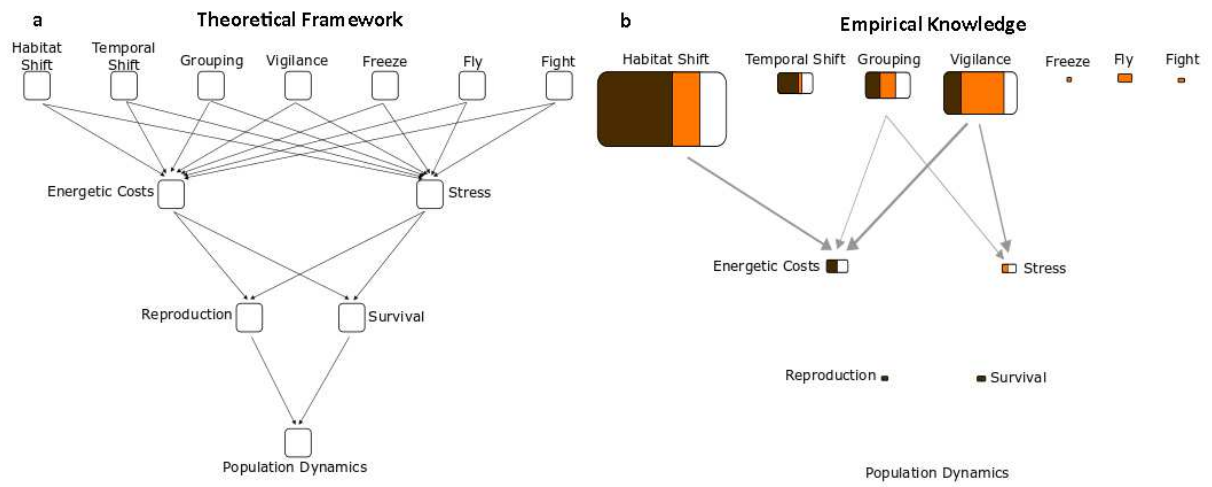 a
Theoretical Framework
Habitat
Shift
Temporal
Shift
Grouping
Vigilance
Freeze
Fly
Fight
Energetic Costs
Stress
Reproduction
Survival
Population Dynamics
b
Empirical Knowledge
Habitat Shift
Temporal Shift
Grouping
Vigilance
Freeze
Fly
Fight
Energetic Costs
Stress
Reproduction
Survival
Population Dynamics